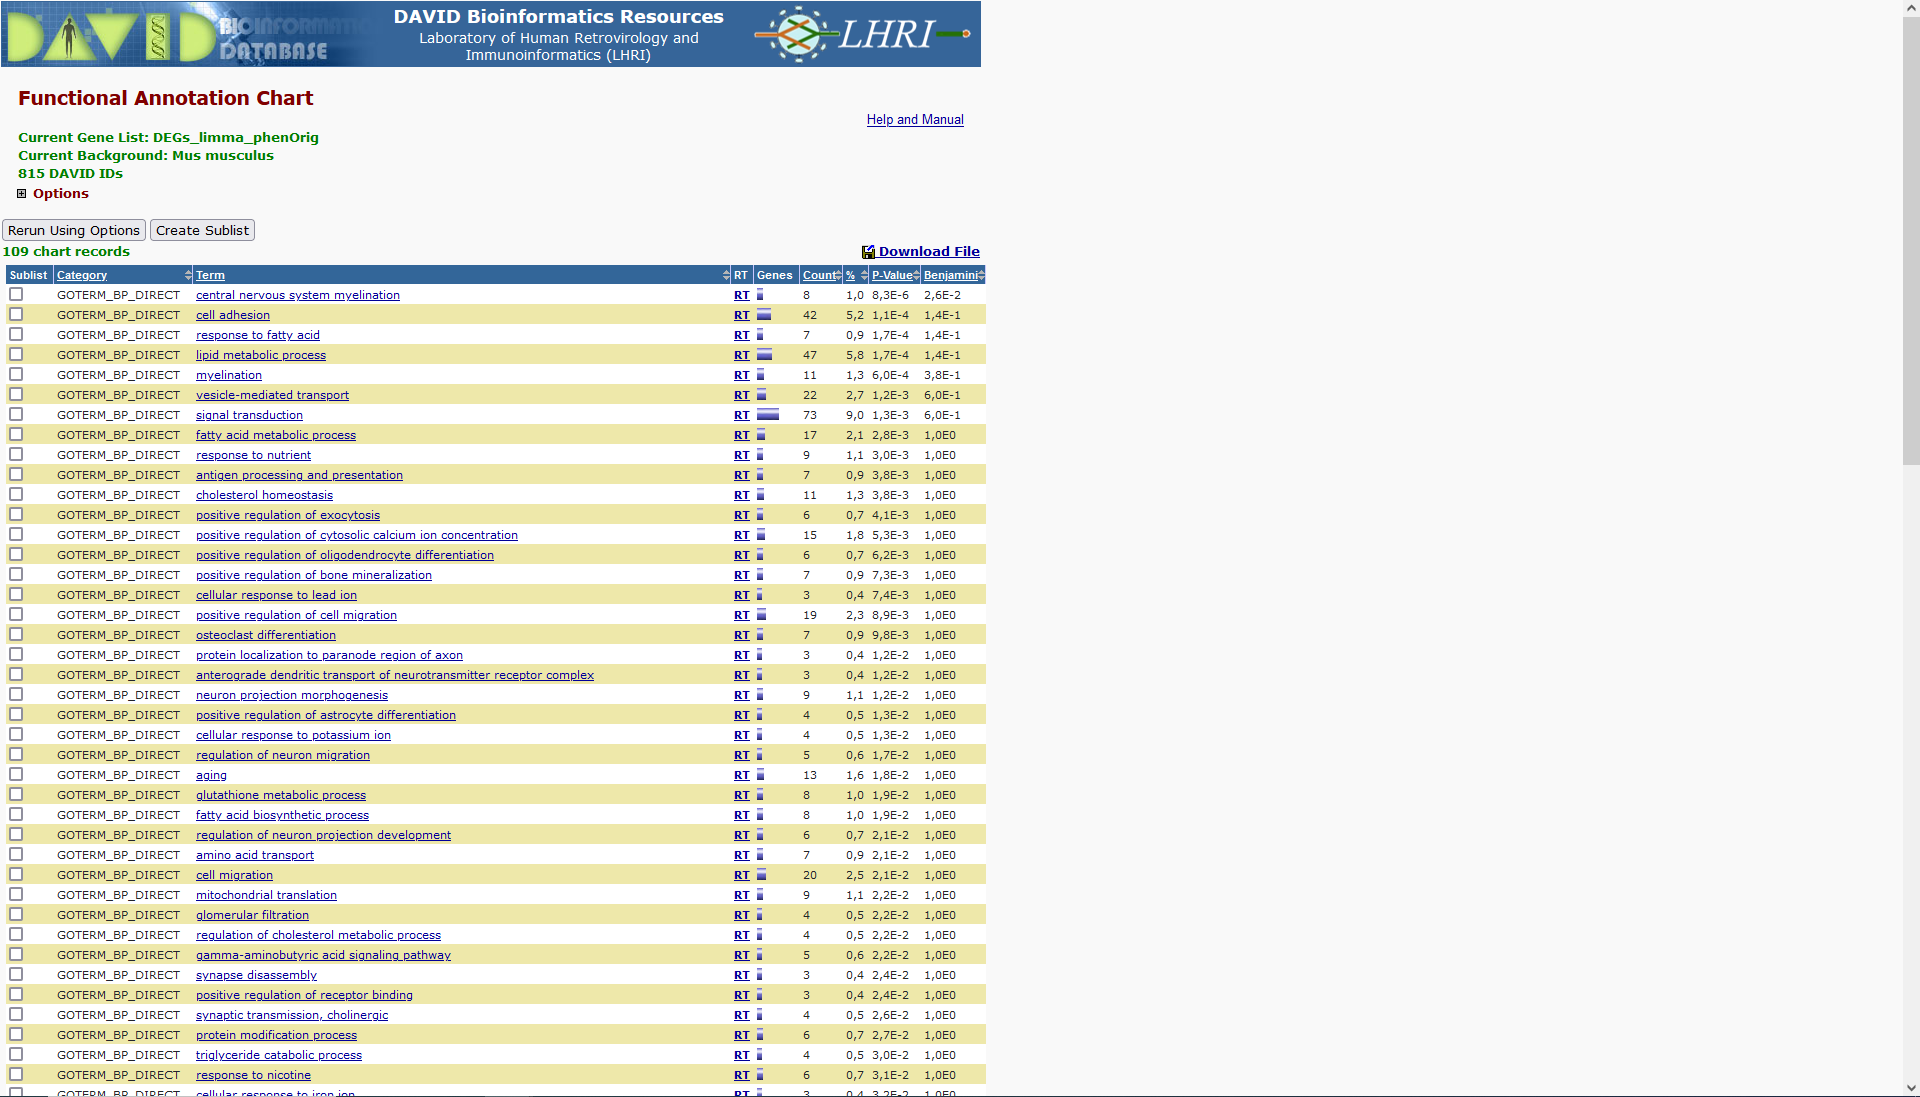 DAVID BIOINFORMATICS DATABASE
DAVID Bioinformatics Resources
Laboratory of Human Retrovirology and
Immunoinformatics (LHRI)
LHRI
Functional Annotation Chart
Help and Manual
Current Gene List: DEGs_limma_phenOrig
Current Background: Mus musculus
815 DAVID IDs
Options
Rerun Using Options Create Sublist
109 chart records Download File
Sublist Category Term RT Genes Count % P-Value Benjamini
GOTERM_BP_DIRECT central nervous system myelination RT 8 1,0 8,3E-6 2,6E-2
GOTERM_BP_DIRECT cell adhesion RT 42 5,2 1,1E-4 1,4E-1
GOTERM_BP_DIRECT response to fatty acid RT 7 0,9 1,7E-4 1,4E-1
GOTERM_BP_DIRECT lipid metabolic process RT 47 5,8 1,7E-4 1,4E-1
GOTERM_BP_DIRECT myelination RT 11 1,3 6,0E-4 3,8E-1
GOTERM_BP_DIRECT vesicle-mediated transport RT 22 2,7 1,2E-3 6,0E-1
GOTERM_BP_DIRECT signal transduction RT 73 9,0 1,3E-3 6,0E-1
GOTERM_BP_DIRECT fatty acid metabolic process RT 17 2,1 2,8E-3 1,0E0
GOTERM_BP_DIRECT response to nutrient RT 9 1,1 3,0E-3 1,0E0
GOTERM_BP_DIRECT antigen processing and presentation RT 7 0,9 3,8E-3 1,0E0
GOTERM_BP_DIRECT cholesterol homeostasis RT 11 1,3 3,8E-3 1,0E0
GOTERM_BP_DIRECT positive regulation of exocytosis RT 6 0,7 4,1E-3 1,0E0
GOTERM_BP_DIRECT positive regulation of cytosolic calcium ion concentration RT 15 1,8 5,3E-3 1,0E0
GOTERM_BP_DIRECT positive regulation of oligodendrocyte differentiation RT 6 0,7 6,2E-3 1,0E0
GOTERM_BP_DIRECT positive regulation of bone mineralization RT 7 0,9 7,3E-3 1,0E0
GOTERM_BP_DIRECT cellular response to lead ion RT 3 0,4 7,4E-3 1,0E0
GOTERM_BP_DIRECT positive regulation of cell migration RT 19 2,3 8,9E-3 1,0E0
GOTERM_BP_DIRECT osteoclast differentiation RT 7 0,9 9,8E-3 1,0E0
GOTERM_BP_DIRECT protein localization to paranode region of axon RT 3 0,4 1,2E-2 1,0E0
GOTERM_BP_DIRECT anterograde dendritic transport of neurotransmitter receptor complex RT 3 0,4 1,2E-2 1,0E0
GOTERM_BP_DIRECT neuron projection morphogenesis RT 9 1,1 1,2E-2 1,0E0
GOTERM_BP_DIRECT positive regulation of astrocyte differentiation RT 4 0,5 1,3E-2 1,0E0
GOTERM_BP_DIRECT cellular response to potassium ion RT 4 0,5 1,3E-2 1,0E0
GOTERM_BP_DIRECT regulation of neuron migration RT 5 0,6 1,7E-2 1,0E0
GOTERM_BP_DIRECT aging RT 13 1,6 1,8E-2 1,0E0
GOTERM_BP_DIRECT glutathione metabolic process RT 8 1,0 1,9E-2 1,0E0
GOTERM_BP_DIRECT fatty acid biosynthetic process RT 8 1,0 1,9E-2 1,0E0
GOTERM_BP_DIRECT regulation of neuron projection development RT 6 0,7 2,1E-2 1,0E0
GOTERM_BP_DIRECT amino acid transport RT 7 0,9 2,1E-2 1,0E0
GOTERM_BP_DIRECT cell migration RT 20 2,5 2,1E-2 1,0E0
GOTERM_BP_DIRECT mitochondrial translation RT 9 1,1 2,2E-2 1,0E0
GOTERM_BP_DIRECT glomerular filtration RT 4 0,5 2,2E-2 1,0E0
GOTERM_BP_DIRECT regulation of cholesterol metabolic process RT 4 0,5 2,2E-2 1,0E0
GOTERM_BP_DIRECT gamma-aminobutyric acid signaling pathway RT 5 0,6 2,2E-2 1,0E0
GOTERM_BP_DIRECT synapse disassembly RT 3 0,4 2,4E-2 1,0E0
GOTERM_BP_DIRECT positive regulation of receptor binding RT 3 0,4 2,4E-2 1,0E0
GOTERM_BP_DIRECT synaptic transmission, cholinergic RT 4 0,5 2,6E-2 1,0E0
GOTERM_BP_DIRECT protein modification process RT 6 0,7 2,7E-2 1,0E0
GOTERM_BP_DIRECT triglyceride catabolic process RT 4 0,5 3,0E-2 1,0E0
GOTERM_BP_DIRECT response to nicotine RT 6 0,7 3,1E-2 1,0E0
GOTERM_BP_DIRECT cellular response to iron ion RT 3 0,4 3,2E-2 1,0E0